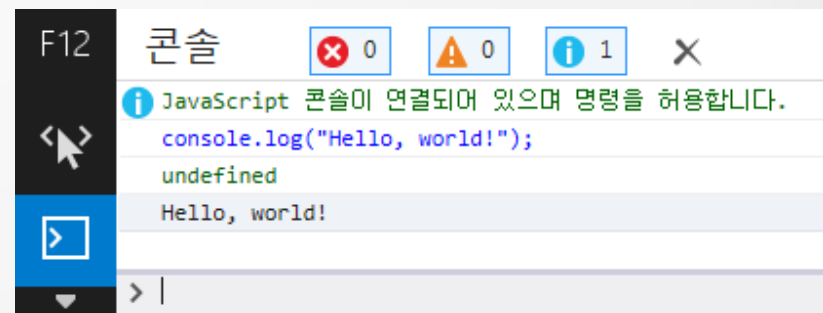 F12 콘솔 0 0 1
JavaScript 콘솔이 연결되어 있으며 명령을 허용합니다.
console.log("Hello, world!");
undefined
Hello, world!
>